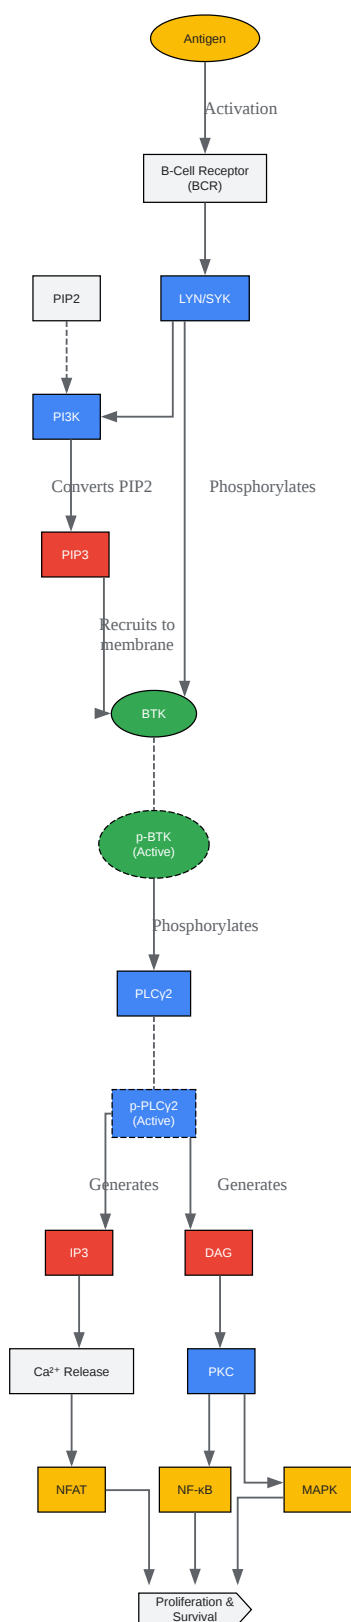 Antigen
Activation
B-Cell Receptor
(BCR)
PIP2
LYN/SYK
PI3K
Converts PIP2
Phosphorylates
PIP3
Recruits to
membrane
BTK
p-BTK
(Active)
Phosphorylates
PLCγ2
p-PLCγ2
(Active)
Generates
Generates
IP3
DAG
Ca²⁺ Release
PKC
NFAT
NF-κB
MAPK
Proliferation &
Survival